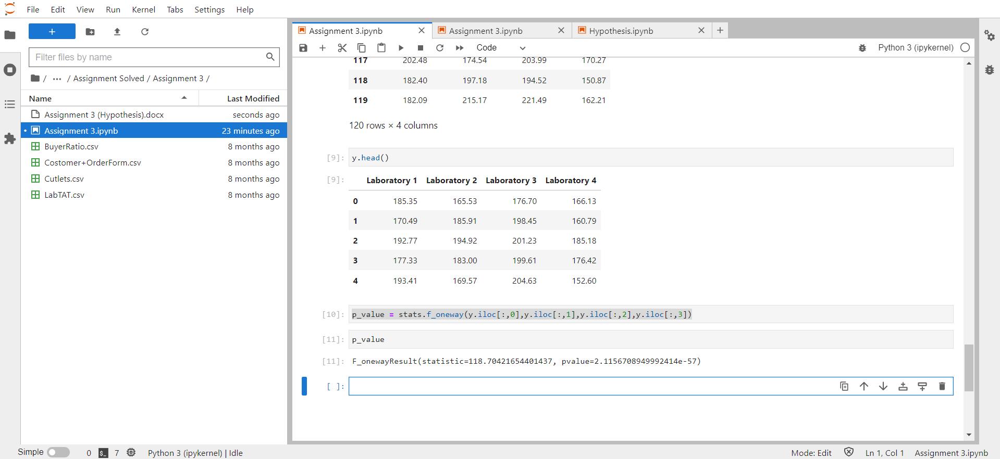 File Edit View Run Kernel Tabs Settings Help
+
Filter files by name
/ ... / Assignment Solved / Assignment 3 /
Name Last Modified
Assignment 3 (Hypothesis).docx seconds ago
• Assignment 3.ipynb 23 minutes ago
BuyerRatio.csv 8 months ago
Costomer+OrderForm.csv 8 months ago
Cutlets.csv 8 months ago
LabTAT.csv 8 months ago
Assignment 3.ipynb Assignment 3.ipynb Hypothesis.ipynb
Code Python 3 (ipykernel)
117 202.48 174.54 203.99 170.27
118 182.40 197.18 194.52 150.87
119 182.09 215.17 221.49 162.21
120 rows × 4 columns
[9]: y.head()
[9]: Laboratory 1 Laboratory 2 Laboratory 3 Laboratory 4
0 185.35 165.53 176.70 166.13
1 170.49 185.91 198.45 160.79
2 192.77 194.92 201.23 185.18
3 177.33 183.00 199.61 176.42
4 193.41 169.57 204.63 152.60
[10]: p_value = stats.f_oneway(y.iloc[:,0],y.iloc[:,1],y.iloc[:,2],y.iloc[:,3])
[11]: p_value
[11]: F_onewayResult(statistic=118.70421654401437, pvalue=2.1156708949992414e-57)
[ ]:
Simple 0 $_ 7 Python 3 (ipykernel) | Idle Mode: Edit Ln 1, Col 1 Assignment 3.ipynb